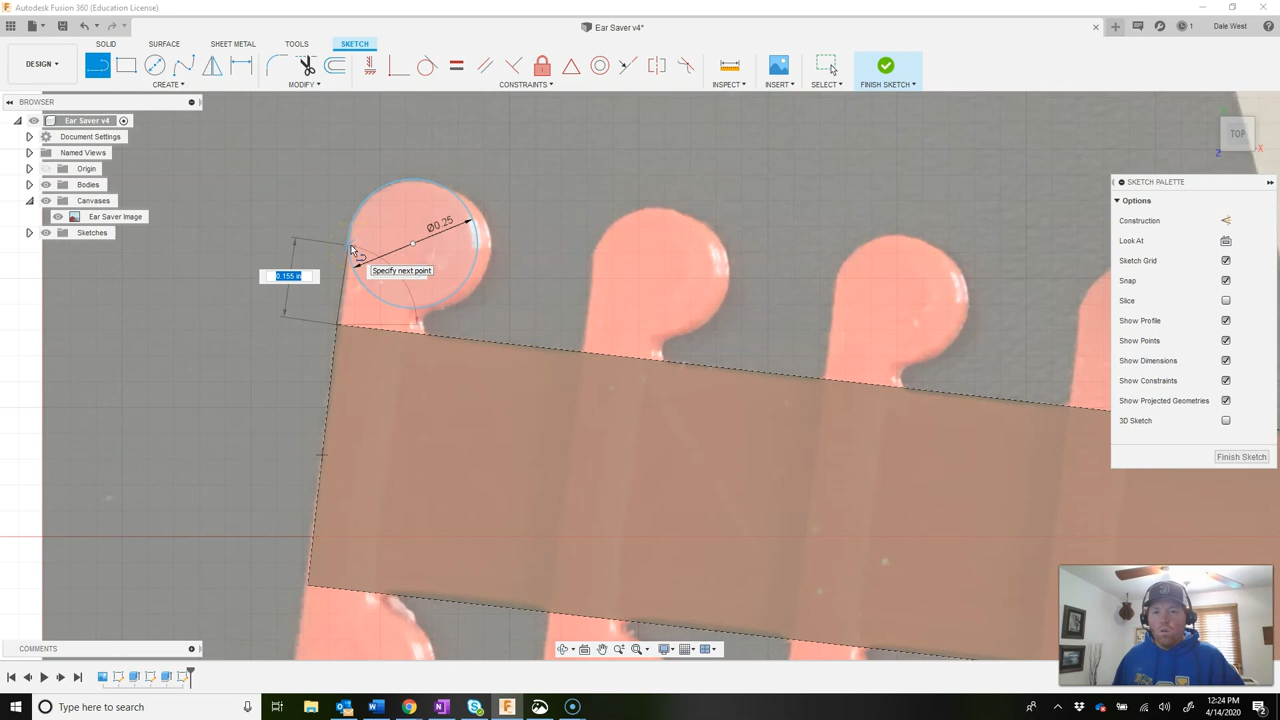 Autodesk Fusion 360 (Education License)
Ear Saver v4*
1
Dale West
DESIGN
SOLID
SURFACE
SHEET METAL
TOOLS
SKETCH
CREATE
MODIFY
CONSTRAINTS
INSPECT
INSERT
SELECT
FINISH SKETCH
BROWSER
Ear Saver v4
Document Settings
Named Views
Origin
Bodies
Canvases
Ear Saver Image
Sketches
TOP
X
Z
SKETCH PALETTE
Options
Construction
Look At
Sketch Grid
Snap
Slice
Show Profile
Show Points
Show Dimensions
Show Constraints
Show Projected Geometries
3D Sketch
Finish Sketch
Ø0.25
0.155 in
Specify next point
COMMENTS
Type here to search
12:24 PM
4/14/2020
2